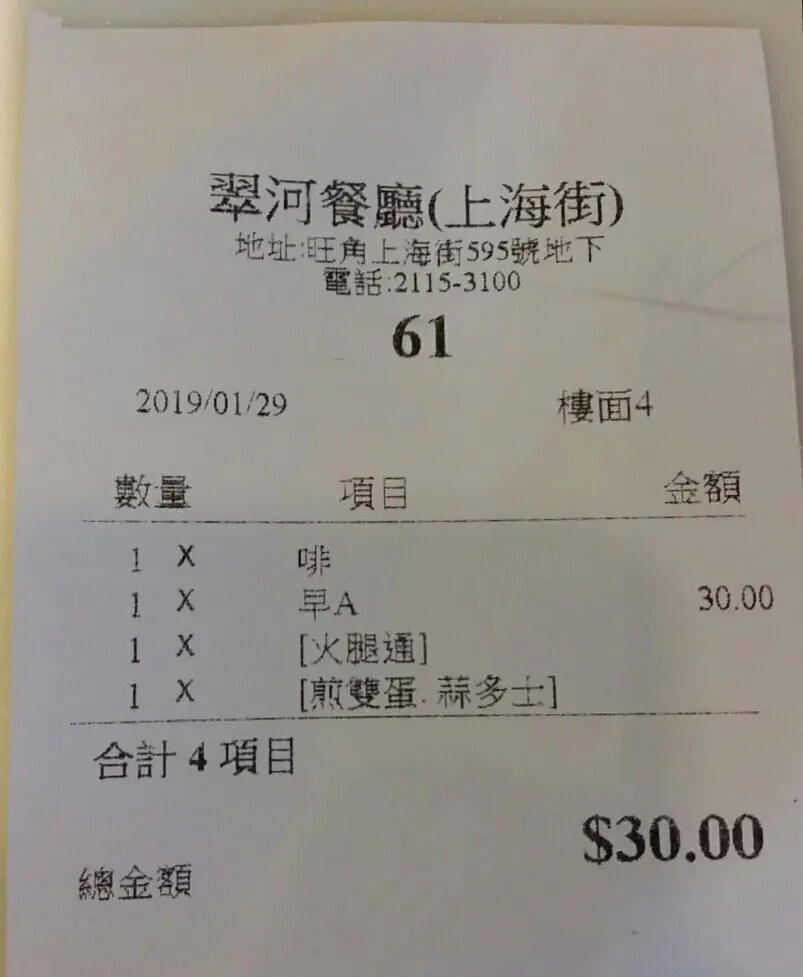 翠河餐廳(上海街)
地址:旺角上海街595號地下
電話:2115-3100
61
2019/01/29 樓面4
數量 項目 金額
1 X 啡
1 X 早A 30.00
1 X [火腿通]
1 X [煎雙蛋. 蒜多士]
合計 4 項目
$30.00
總金額